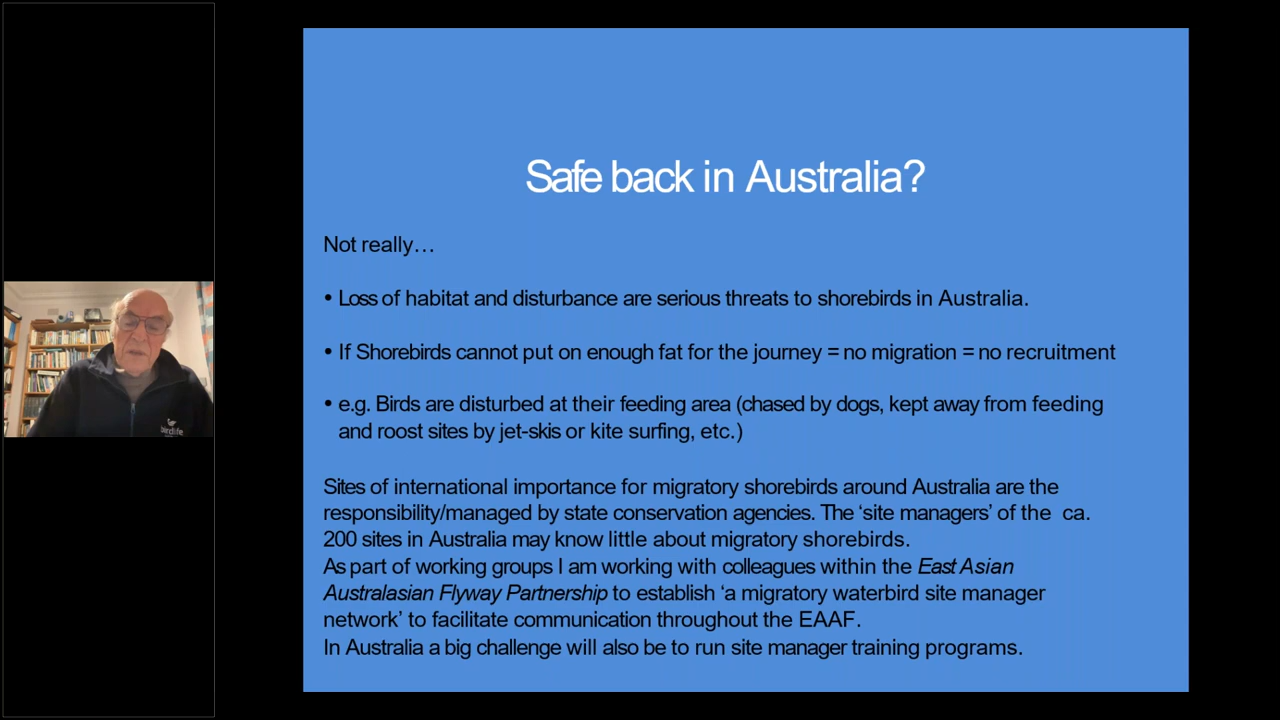 Safe back in Australia?
Not really…
• Loss of habitat and disturbance are serious threats to shorebirds in Australia.
• If Shorebirds cannot put on enough fat for the journey = no migration = no recruitment
• e.g. Birds are disturbed at their feeding area (chased by dogs, kept away from feeding
and roost sites by jet-skis or kite surfing, etc.)
Sites of international importance for migratory shorebirds around Australia are the
responsibility/managed by state conservation agencies. The ‘site managers’ of the ca.
200 sites in Australia may know little about migratory shorebirds.
As part of working groups I am working with colleagues within the East Asian
Australasian Flyway Partnership to establish ‘a migratory waterbird site manager
network’ to facilitate communication throughout the EAAF.
In Australia a big challenge will also be to run site manager training programs.
birdlife